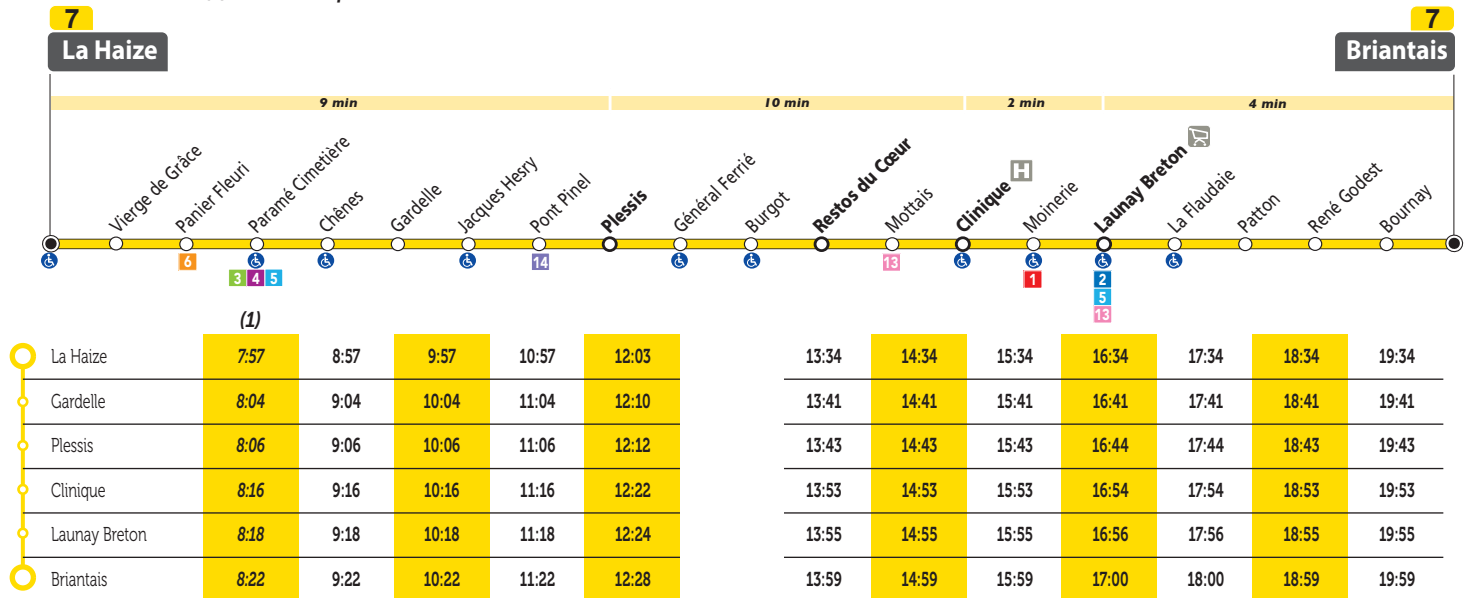 7 7
La Haize Briantais
9 min 10 min 2 min 4 min
Vierge de Grâce
Panier Fleuri
Paramé Cimetière
Chênes
Gardelle
Jacques Hesry
Pont Pinel
Plessis
Général Ferrié
Burgot
Restos du Cœur
Mottais
Clinique H
Moinerie
Launay Breton
La Flaudaie
Patton
René Godest
Bournay
6 14 13
3 4 5 1 2
5
13
(1)
La Haize 7:57 8:57 9:57 10:57 12:03 13:34 14:34 15:34 16:34 17:34 18:34 19:34
Gardelle 8:04 9:04 10:04 11:04 12:10 13:41 14:41 15:41 16:41 17:41 18:41 19:41
Plessis 8:06 9:06 10:06 11:06 12:12 13:43 14:43 15:43 16:44 17:44 18:43 19:43
Clinique 8:16 9:16 10:16 11:16 12:22 13:53 14:53 15:53 16:54 17:54 18:53 19:53
Launay Breton 8:18 9:18 10:18 11:18 12:24 13:55 14:55 15:55 16:56 17:56 18:55 19:55
Briantais 8:22 9:22 10:22 11:22 12:28 13:59 14:59 15:59 17:00 18:00 18:59 19:59